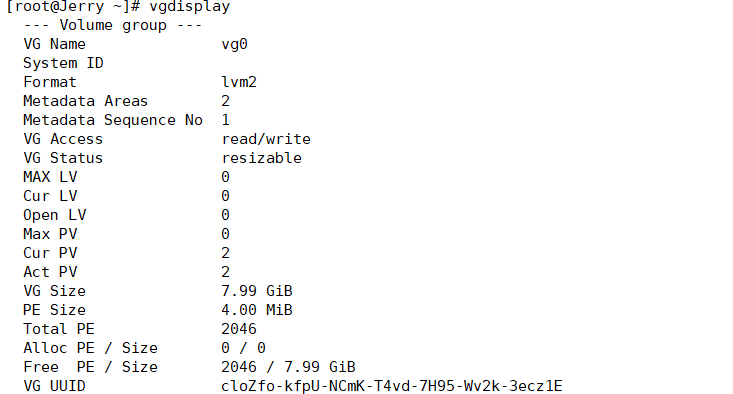 [root@Jerry ~]# vgdisplay
  --- Volume group ---
  VG Name               vg0
  System ID
  Format                lvm2
  Metadata Areas        2
  Metadata Sequence No  1
  VG Access             read/write
  VG Status             resizable
  MAX LV                0
  Cur LV                0
  Open LV               0
  Max PV                0
  Cur PV                2
  Act PV                2
  VG Size               7.99 GiB
  PE Size               4.00 MiB
  Total PE              2046
  Alloc PE / Size       0 / 0
  Free  PE / Size       2046 / 7.99 GiB
  VG UUID               cloZfo-kfpU-NCmK-T4vd-7H95-Wv2k-3ecz1E